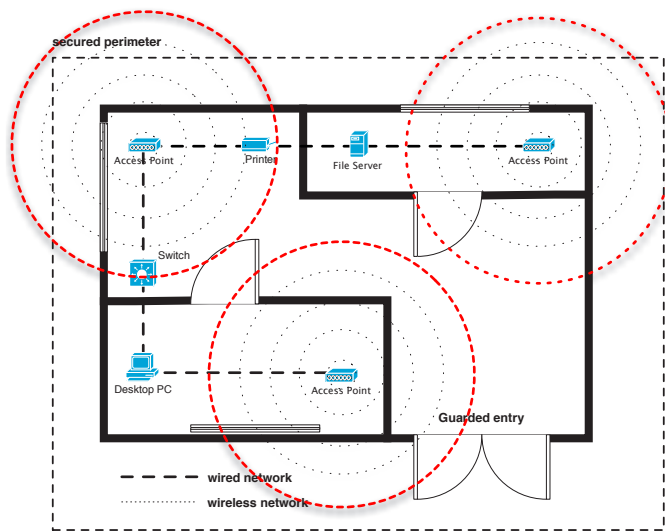 secured perimeter
Access Point
Printer
File Server
Access Point
Switch
Desktop PC
Access Point
Guarded entry
wired network
wireless network